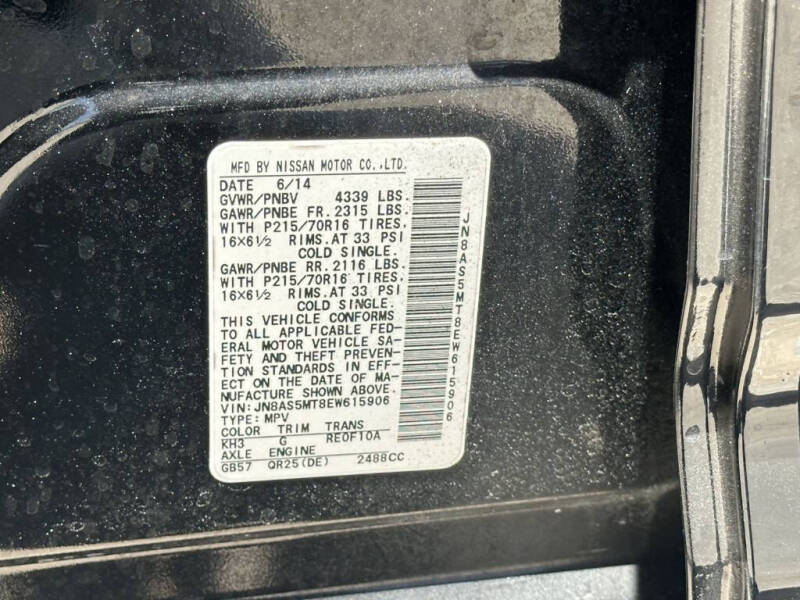 MFD BY NISSAN MOTOR CO.,LTD.
DATE 6/14
GVWR/PNBV 4339 LBS.
GAWR/PNBE FR. 2315 LBS.
WITH P215/70R16 TIRES,
16×6½ RIMS.AT 33 PSI
COLD SINGLE.
GAWR/PNBE RR. 2116 LBS.
WITH P215/70R16 TIRES,
16×6½ RIMS.AT 33 PSI
COLD SINGLE.
THIS VEHICLE CONFORMS
TO ALL APPLICABLE FED-
ERAL MOTOR VEHICLE SA-
FETY AND THEFT PREVEN-
TION STANDARDS IN EFF-
ECT ON THE DATE OF MA-
NUFACTURE SHOWN ABOVE.
VIN: JN8AS5MT8EW615906
TYPE: MPV
COLOR TRIM TRANS
KH3 G RE0F10A
AXLE ENGINE
GB57 QR25(DE) 2488CC
JN8AS5MT8EW615906